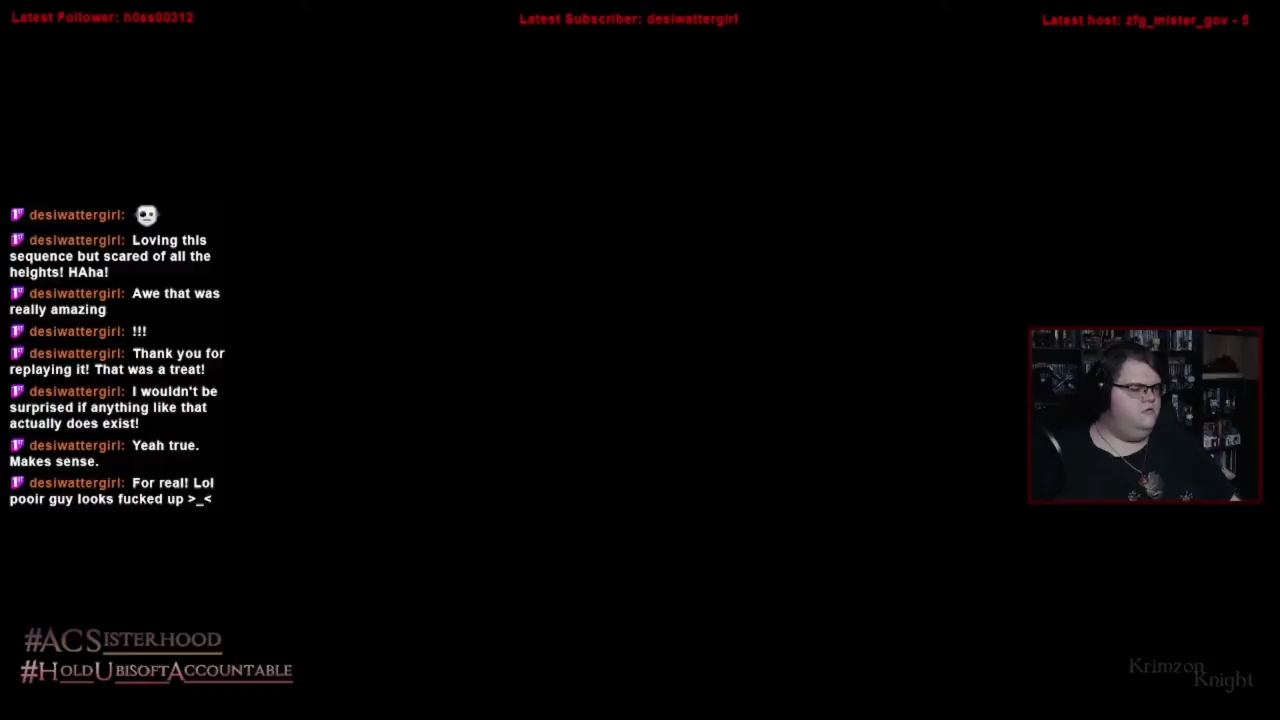 Latest Follower: h0ss00312
Latest Subscriber: desiwattergirl
Latest host: zfg_mister_gov - 5
desiwattergirl:
desiwattergirl: Loving this
sequence but scared of all the
heights! HAha!
desiwattergirl: Awe that was
really amazing
desiwattergirl: !!!
desiwattergirl: Thank you for
replaying it! That was a treat!
desiwattergirl: I wouldn't be
surprised if anything like that
actually does exist!
desiwattergirl: Yeah true.
Makes sense.
desiwattergirl: For real! Lol
pooir guy looks fucked up >_<
#ACSisterhood
#HoldUbisoftAccountable
Krimzon
Knight